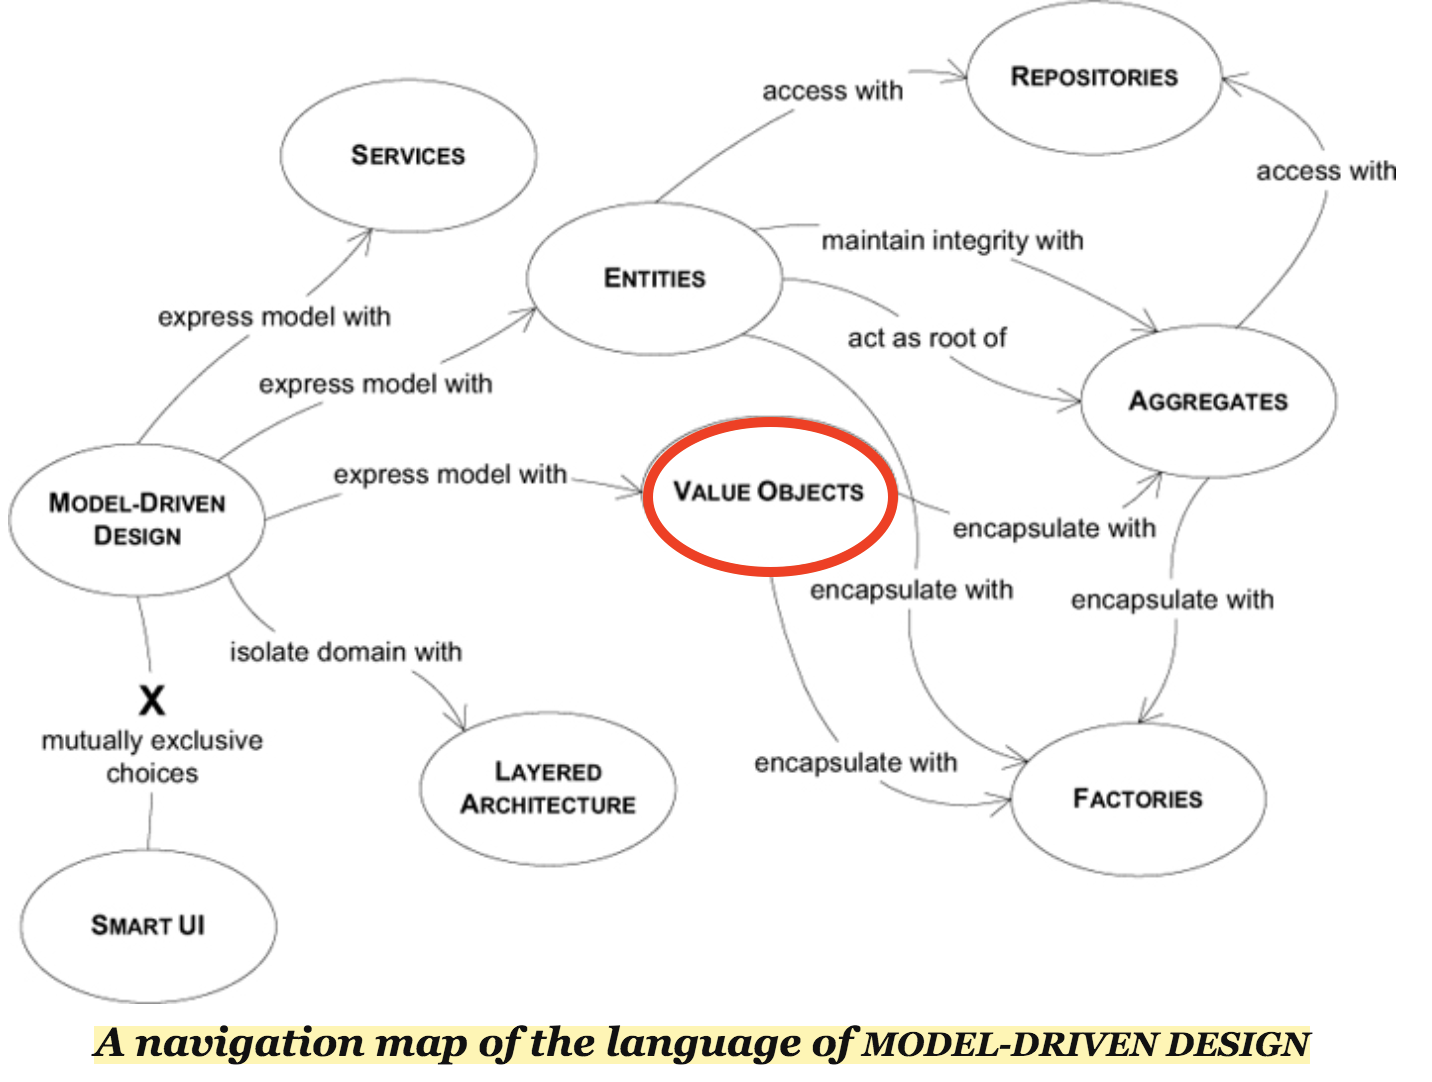 REPOSITORIES
access with
SERVICES
access with
maintain integrity with
ENTITIES
express model with
act as root of
express model with
AGGREGATES
express model with
VALUE OBJECTS
MODEL-DRIVEN
DESIGN
encapsulate with
encapsulate with
encapsulate with
isolate domain with
X
mutually exclusive
choices
encapsulate with
LAYERED
ARCHITECTURE
FACTORIES
SMART UI
A navigation map of the language of MODEL-DRIVEN DESIGN